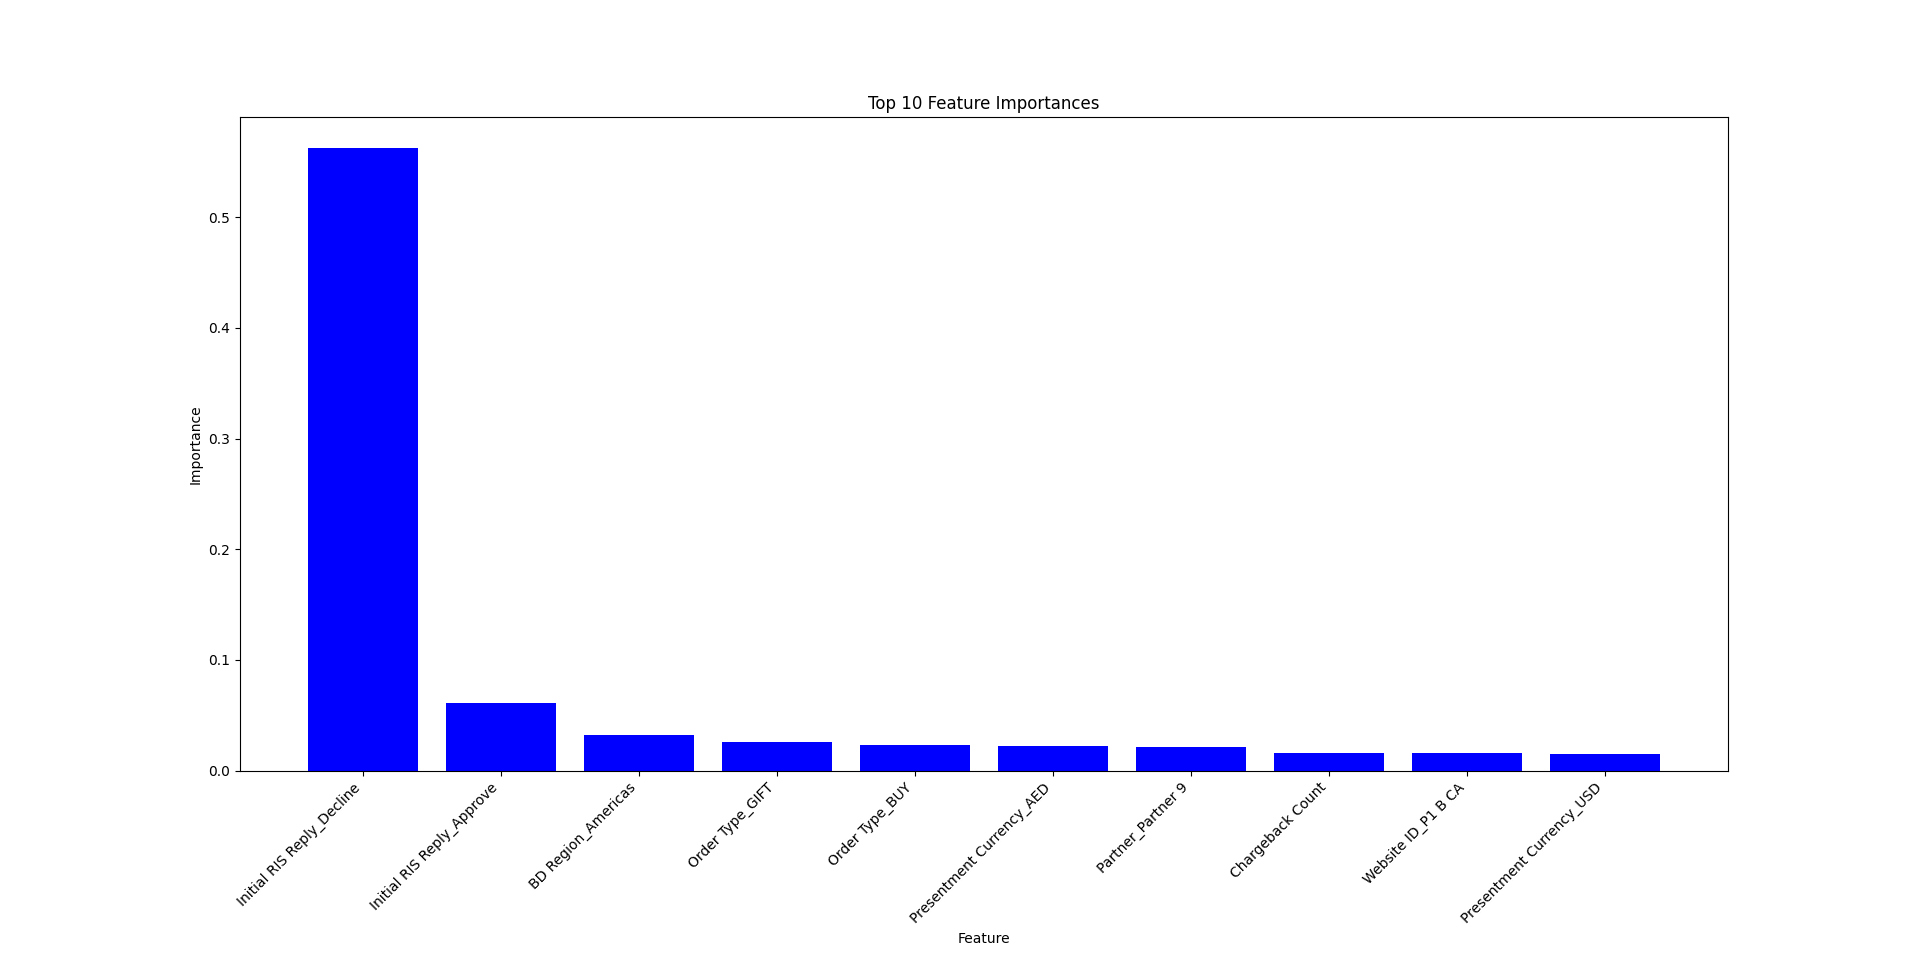 Top 10 Feature Importances
Importance
0.5
0.4
0.3
0.2
0.1
0.0
Initial RIS Reply_Decline
Initial RIS Reply_Approve
BD Region_Americas
Order Type_GIFT
Order Type_BUY
Presentment Currency_AED
Partner_Partner 9
Chargeback Count
Website ID_P1 B CA
Presentment Currency_USD
Feature